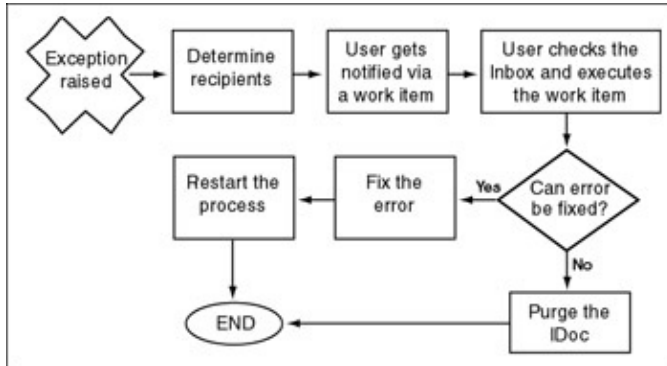 Exception
raised
Determine
recipients
User gets
notified via
a work item
User checks the
Inbox and executes
the work item
Can error
be fixed?
Yes
Fix the
error
Restart the
process
No
Purge the
IDoc
END